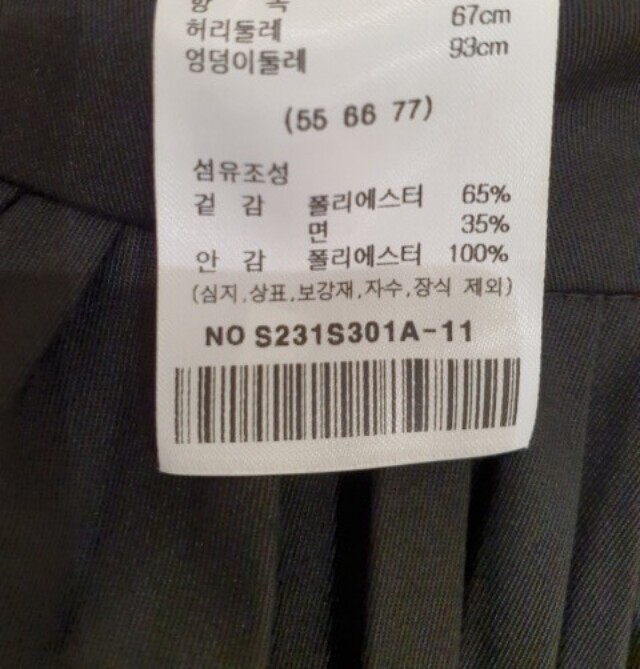 허리둘레 67cm
엉덩이둘레 93cm
(55 66 77)
섬유조성
겉 감 폴리에스터 65%
면 35%
안 감 폴리에스터 100%
(심지,상표,보강재,자수,장식 제외)
NO S231S301A-11